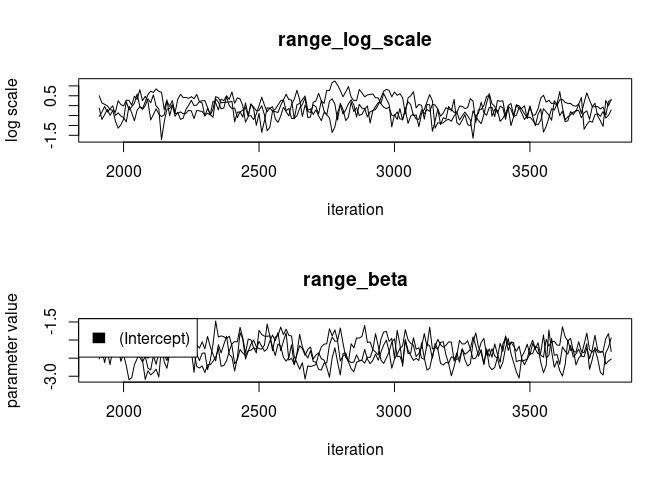 range_log_scale
log scale
0.5
-1.5
2000 2500 3000 3500
iteration
range_beta
parameter value
-1.5
-3.0
(Intercept)
2000 2500 3000 3500
iteration